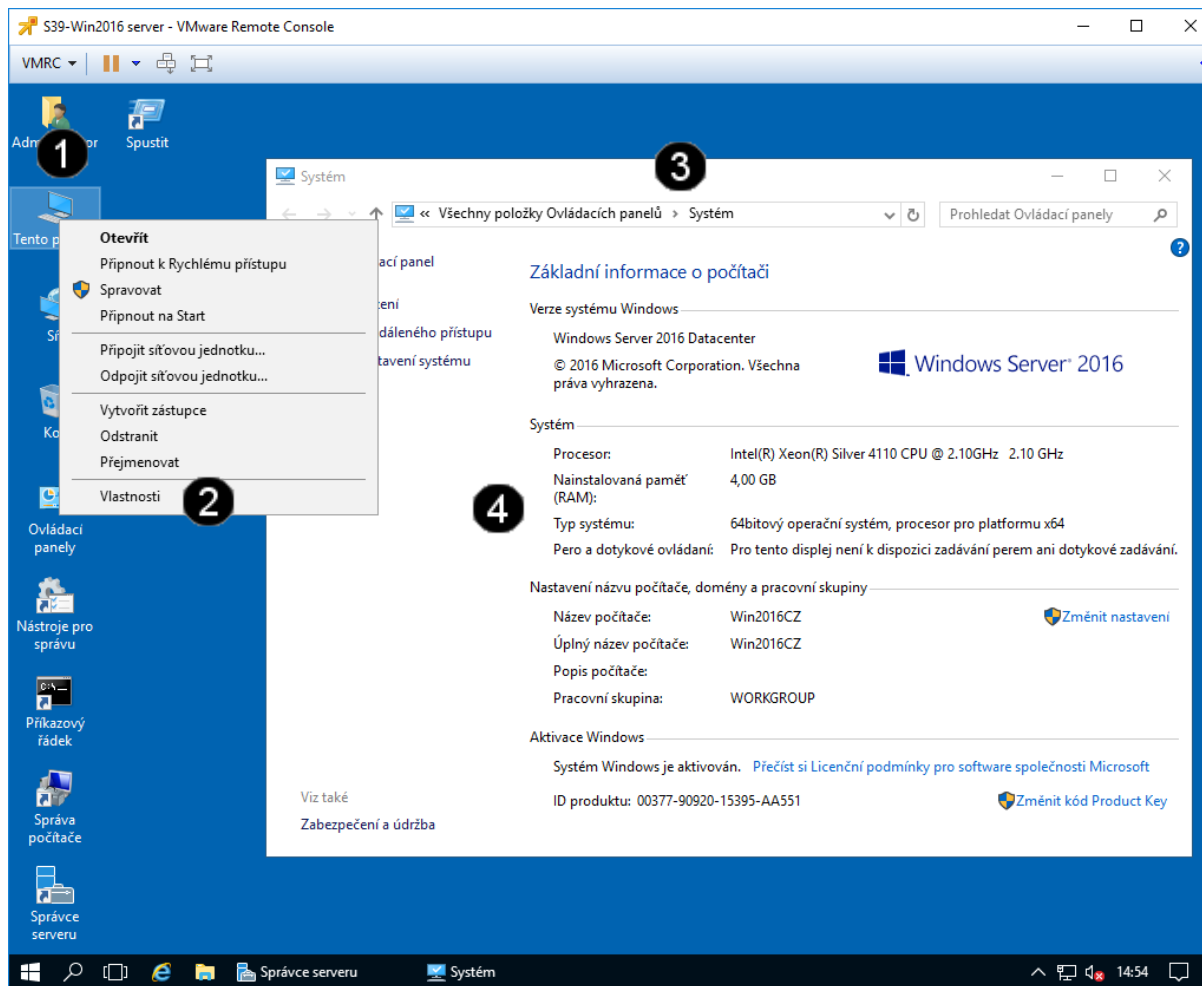 S39-Win2016 server - VMware Remote Console
VMRC
Spustit
1
3
Systém
Všechny položky Ovládacích panelů › Systém
Prohledat Ovládací panely
Tento
Otevřít
Připnout k Rychlému přístupu
Spravovat
Připnout na Start
Připojit síťovou jednotku...
Odpojit síťovou jednotku...
Vytvořit zástupce
Odstranit
Přejmenovat
Vlastnosti
2
panel
dáleného přístupu
systému
Základní informace o počítači
Verze systému Windows
Windows Server 2016 Datacenter
© 2016 Microsoft Corporation. Všechna
práva vyhrazena.
Windows Server® 2016
Systém
Procesor: Intel(R) Xeon(R) Silver 4110 CPU @ 2.10GHz 2.10 GHz
Nainstalovaná paměť 4,00 GB
(RAM):
4
Typ systému: 64bitový operační systém, procesor pro platformu x64
Pero a dotykové ovládaní: Pro tento displej není k dispozici zadávání perem ani dotykové zadávání.
Nastavení názvu počítače, domény a pracovní skupiny
Název počítače: Win2016CZ Změnit nastavení
Úplný název počítače: Win2016CZ
Popis počítače:
Pracovní skupina: WORKGROUP
Aktivace Windows
Systém Windows je aktivován. Přečíst si Licenční podmínky pro software společnosti Microsoft
ID produktu: 00377-90920-15395-AA551 Změnit kód Product Key
Viz také
Zabezpečení a údržba
Ovládací
panely
Nástroje pro
správu
C:\_
Příkazový
řádek
Správa
počítače
Správce
serveru
Správce serveru
Systém
14:54